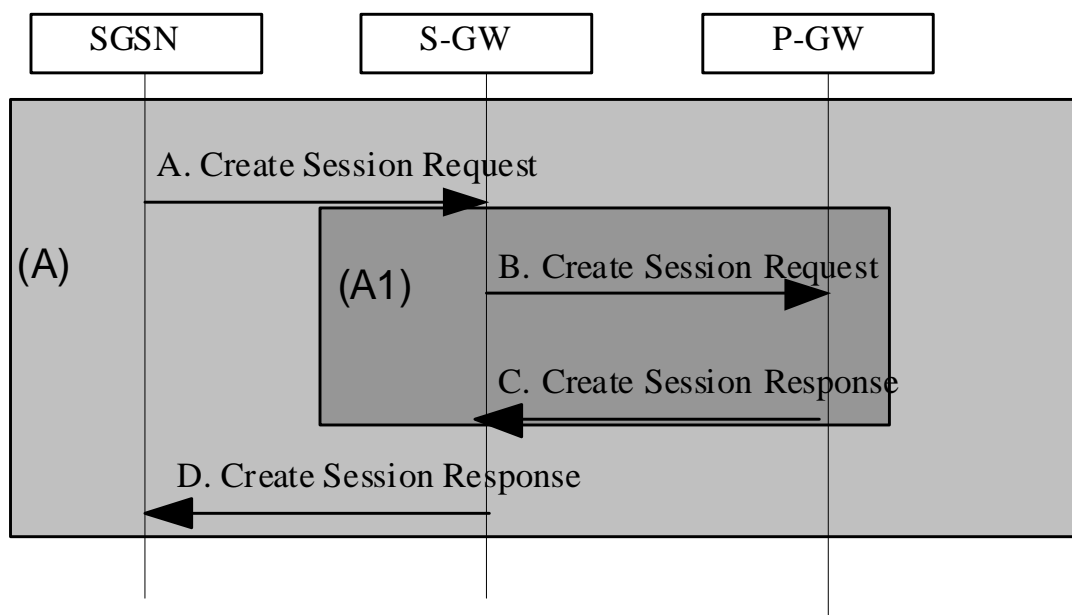 SGSN
S-GW
P-GW
A. Create Session Request
(A)
(A1)
B. Create Session Request
C. Create Session Response
D. Create Session Response